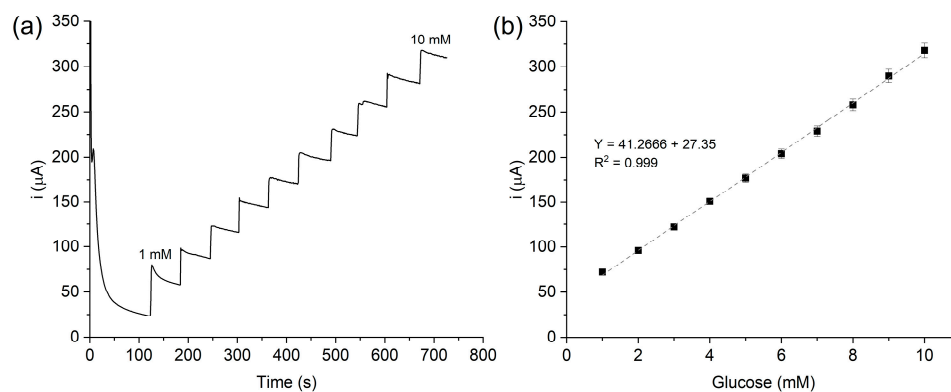 (a)
350
300
250
200
150
100
50
0
i (µA)
1 mM
10 mM
0 100 200 300 400 500 600 700 800
Time (s)
(b)
350
300
250
200
150
100
50
0
i (µA)
Y = 41.2666 + 27.35
R² = 0.999
0 2 4 6 8 10
Glucose (mM)